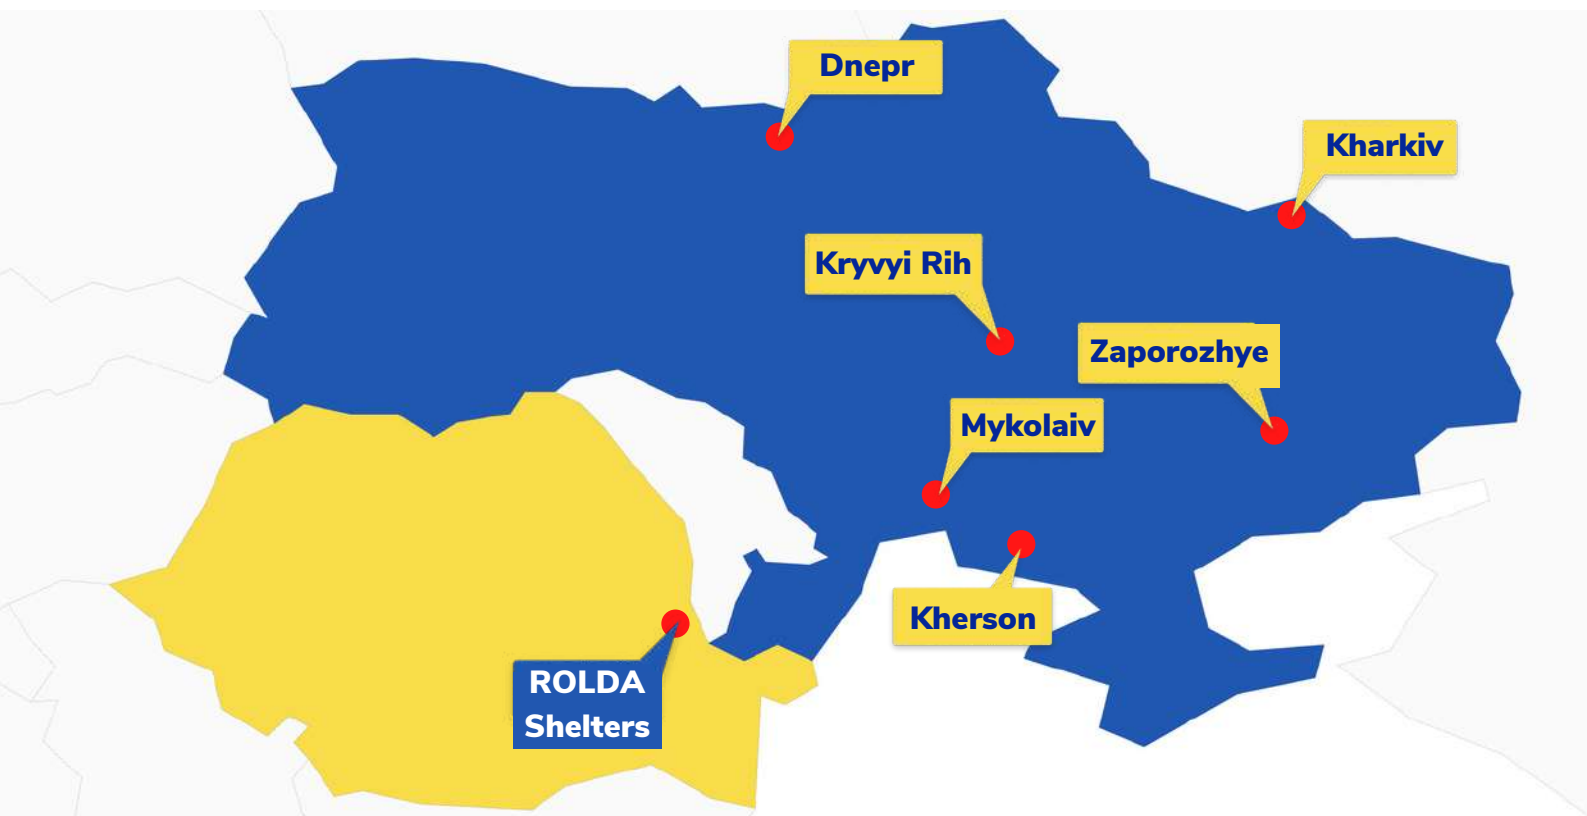 Dnepr
Kharkiv
Kryvyi Rih
Zaporozhye
Mykolaiv
Kherson
ROLDA
Shelters